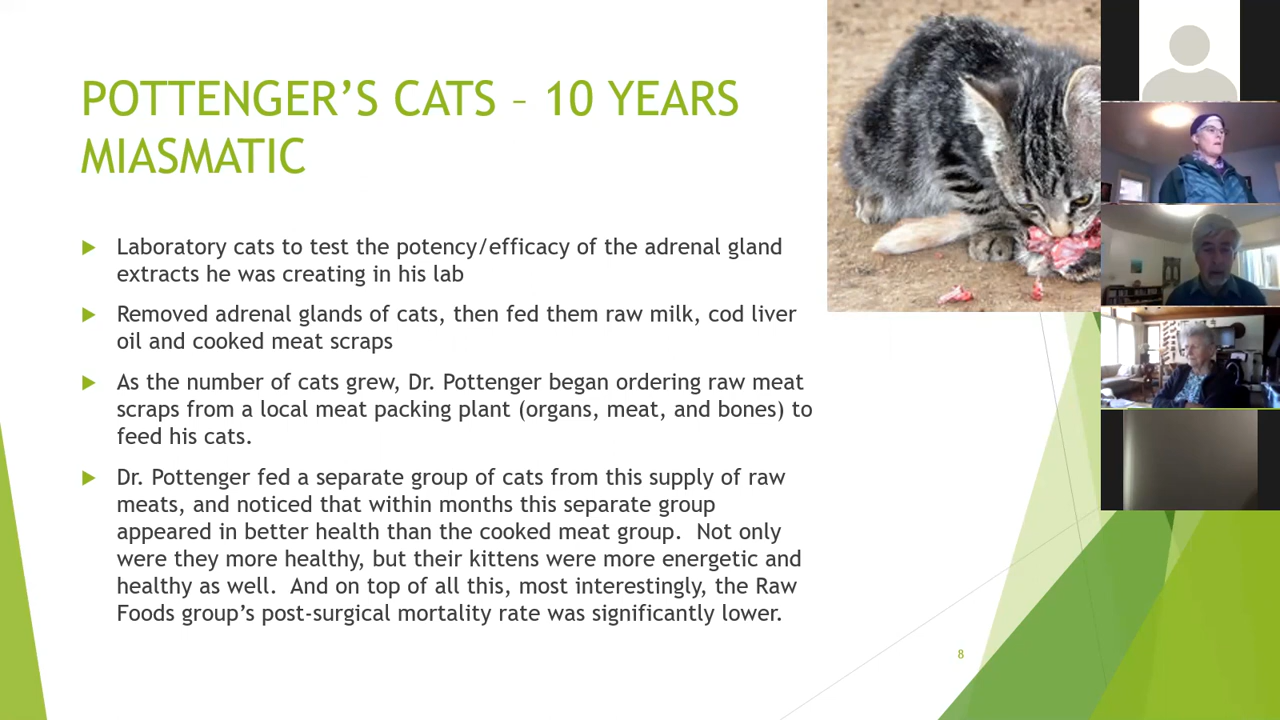 POTTENGER’S CATS – 10 YEARS
MIASMATIC
Laboratory cats to test the potency/efficacy of the adrenal gland
extracts he was creating in his lab
Removed adrenal glands of cats, then fed them raw milk, cod liver
oil and cooked meat scraps
As the number of cats grew, Dr. Pottenger began ordering raw meat
scraps from a local meat packing plant (organs, meat, and bones) to
feed his cats.
Dr. Pottenger fed a separate group of cats from this supply of raw
meats, and noticed that within months this separate group
appeared in better health than the cooked meat group.  Not only
were they more healthy, but their kittens were more energetic and
healthy as well.  And on top of all this, most interestingly, the Raw
Foods group’s post-surgical mortality rate was significantly lower.
8